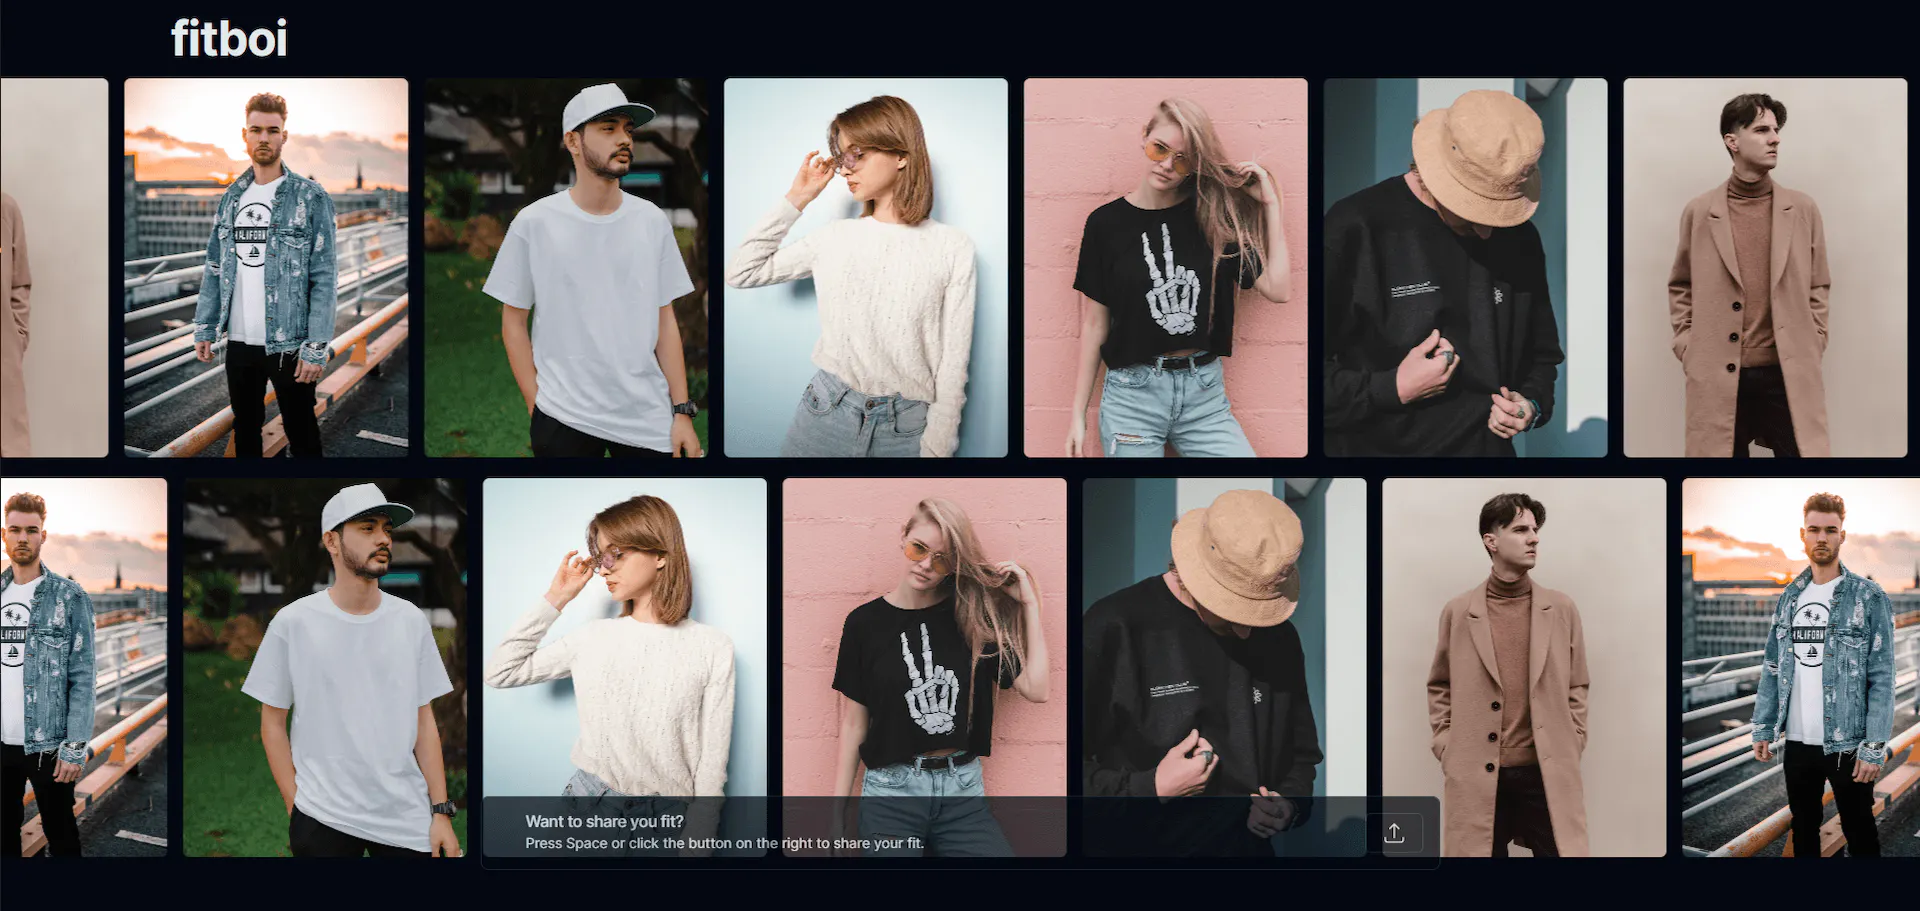 fitboi
Want to share you fit?
Press Space or click the button on the right to share your fit.